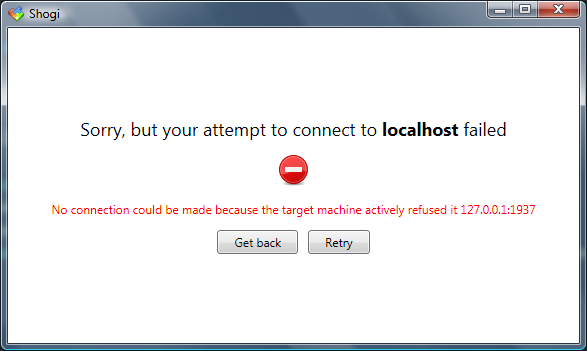 Shogi
Sorry, but your attempt to connect to localhost failed
No connection could be made because the target machine actively refused it 127.0.0.1:1937
Get back
Retry